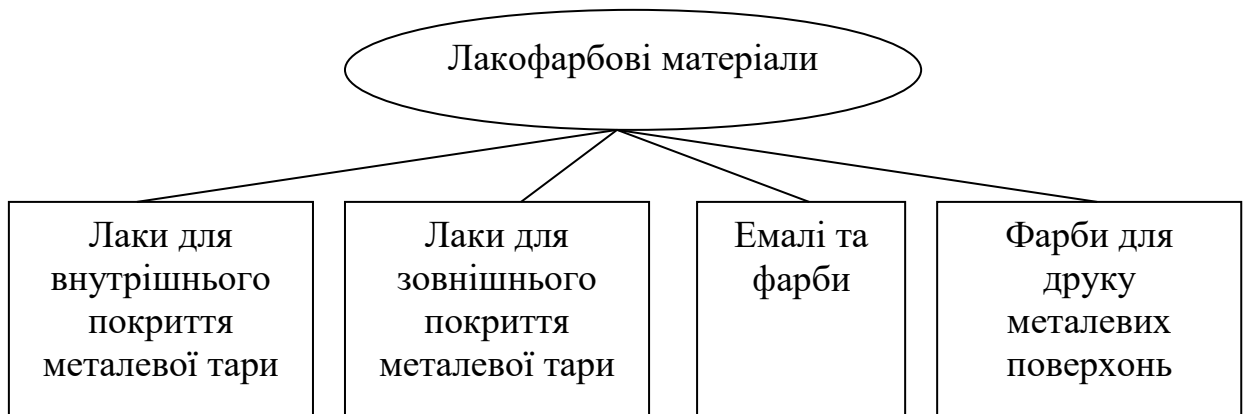 Лакофарбові матеріали
Лаки для
внутрішнього
покриття
металевої тари
Лаки для
зовнішнього
покриття
металевої тари
Емалі та
фарби
Фарби для
друку
металевих
поверхонь